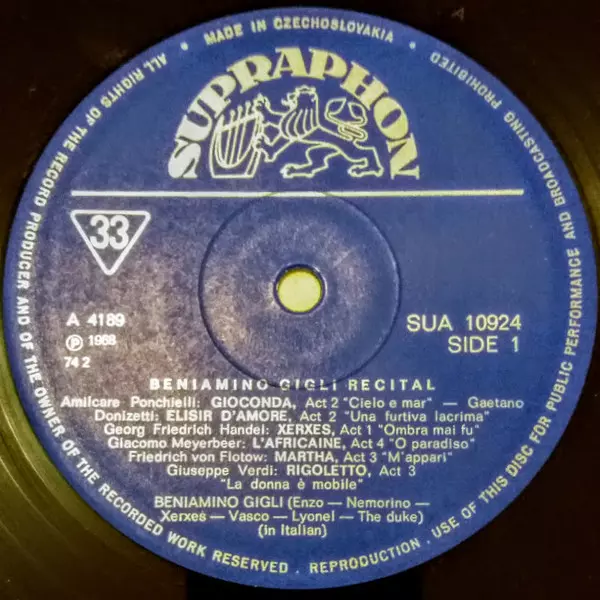 MADE IN CZECHOSLOVAKIA
SUPRAPHON
33
A 4189
℗ 1968
74 2
SUA 10924
SIDE 1
BENIAMINO GIGLI RECITAL
Amilcare Ponchielli: GIOCONDA, Act 2 "Cielo e mar" — Gaetano
Donizetti: ELISIR D'AMORE, Act 2 "Una furtiva lacrima"
Georg Friedrich Handel: XERXES, Act 1 "Ombra mai fu"
Giacomo Meyerbeer: L'AFRICAINE, Act 4 "O paradiso"
Friedrich von Flotow: MARTHA, Act 3 "M'appari"
Giuseppe Verdi: RIGOLETTO, Act 3
"La donna è mobile"
BENIAMINO GIGLI (Enzo — Nemorino —
Xerxes — Vasco — Lyonel — The duke)
(in Italian)
ALL RIGHTS OF THE RECORD PRODUCER AND OF THE OWNER OF THE RECORDED WORK RESERVED . REPRODUCTION . USE OF THIS DISC FOR PUBLIC PERFORMANCE AND BROADCASTING PROHIBITED